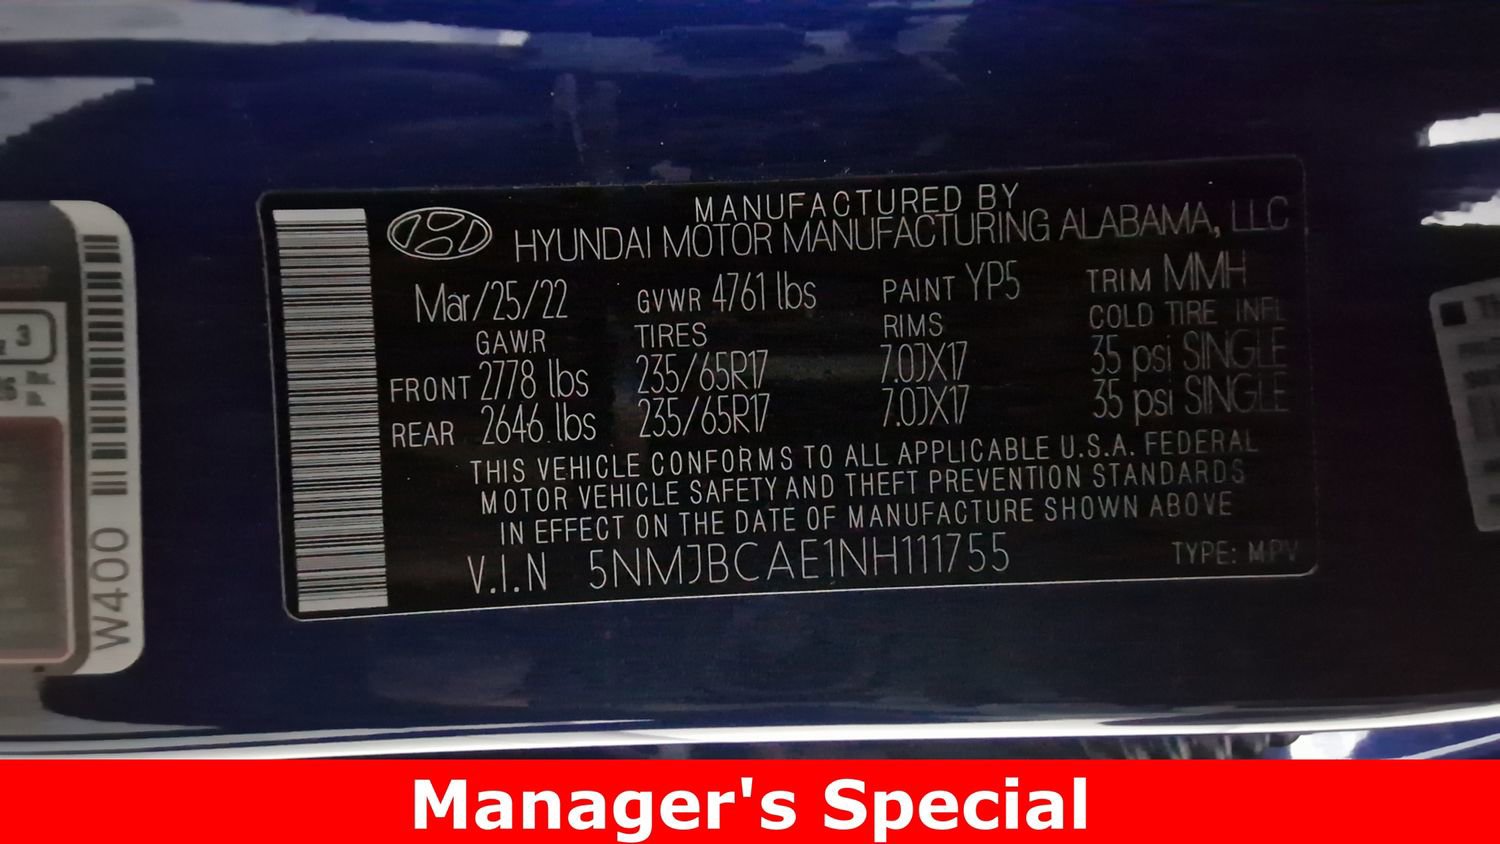 MANUFACTURED BY
HYUNDAI MOTOR MANUFACTURING ALABAMA, LLC
Mar/25/22 GVWR 4761 lbs PAINT YP5 TRIM MMH
GAWR TIRES RIMS COLD TIRE INFL
FRONT 2778 lbs 235/65R17 7.0JX17 35 psi SINGLE
REAR 2646 lbs 235/65R17 7.0JX17 35 psi SINGLE
THIS VEHICLE CONFORMS TO ALL APPLICABLE U.S.A. FEDERAL
MOTOR VEHICLE SAFETY AND THEFT PREVENTION STANDARDS
IN EFFECT ON THE DATE OF MANUFACTURE SHOWN ABOVE
V.I.N 5NMJBCAE1NH111755 TYPE: MPV
W400
3
Manager's Special